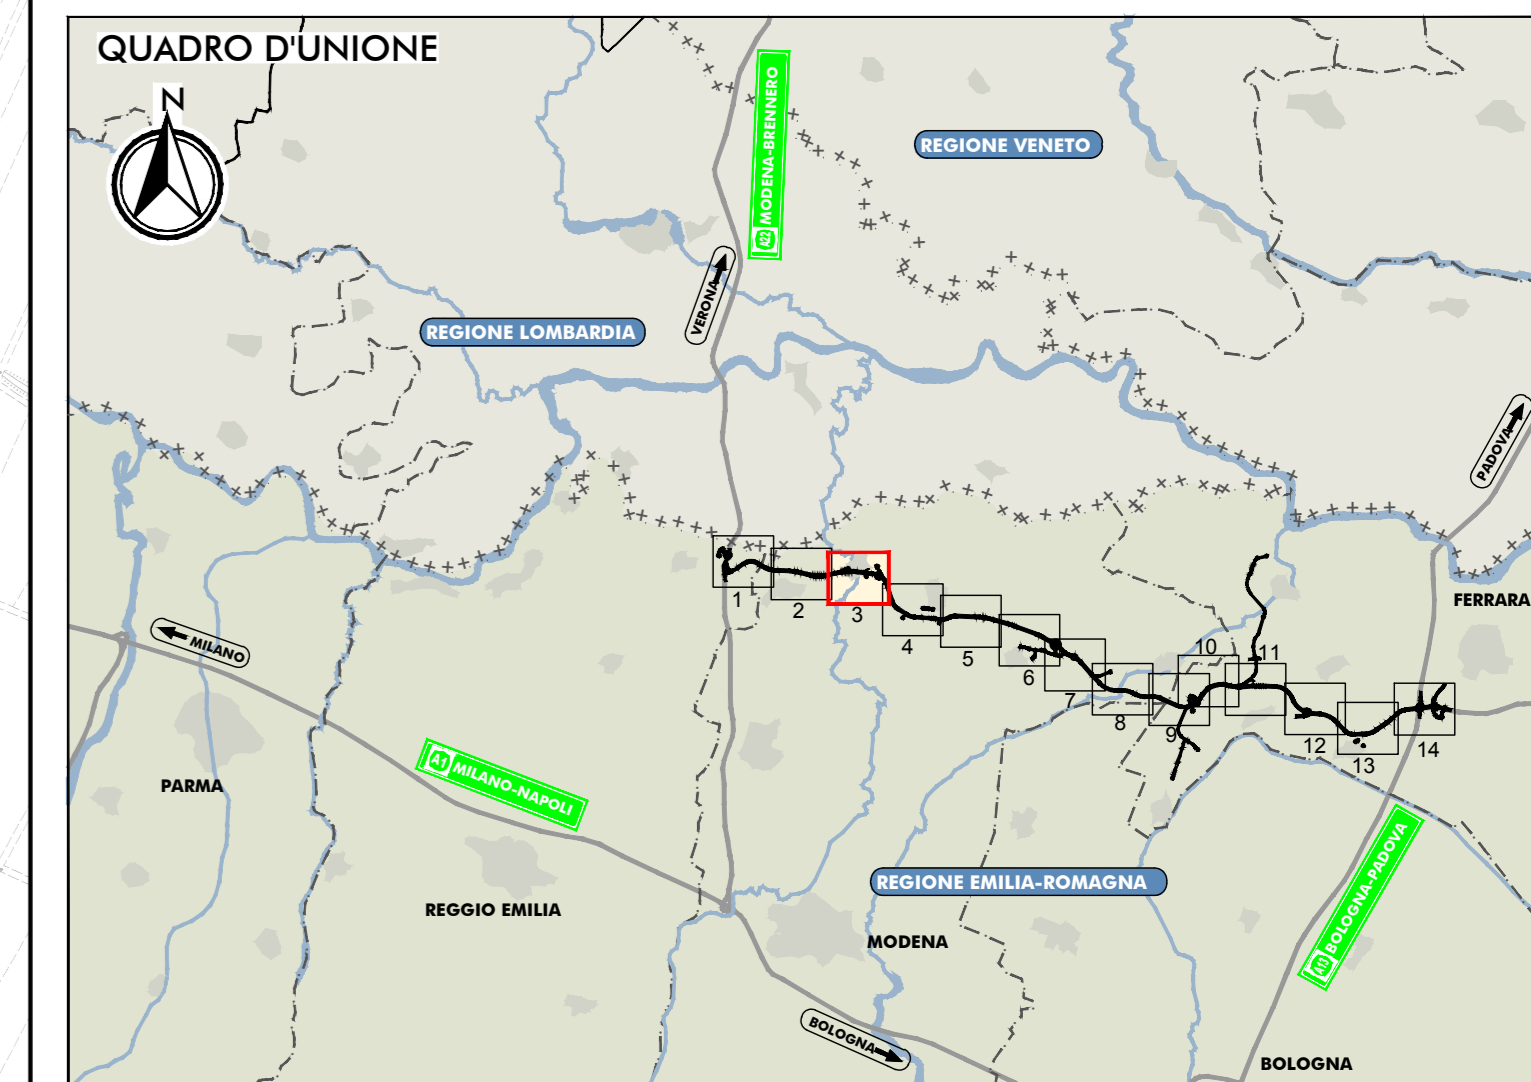 QUADRO D'UNIONE
N
A22 MODENA-BRENNERO
REGIONE VENETO
VERONA
REGIONE LOMBARDIA
PADOVA
1
2
3
4
5
6
7
8
9
10
11
12
13
14
FERRARA
MILANO
PARMA
A1 MILANO-NAPOLI
REGGIO EMILIA
REGIONE EMILIA-ROMAGNA
MODENA
A13 BOLOGNA-PADOVA
BOLOGNA
BOLOGNA